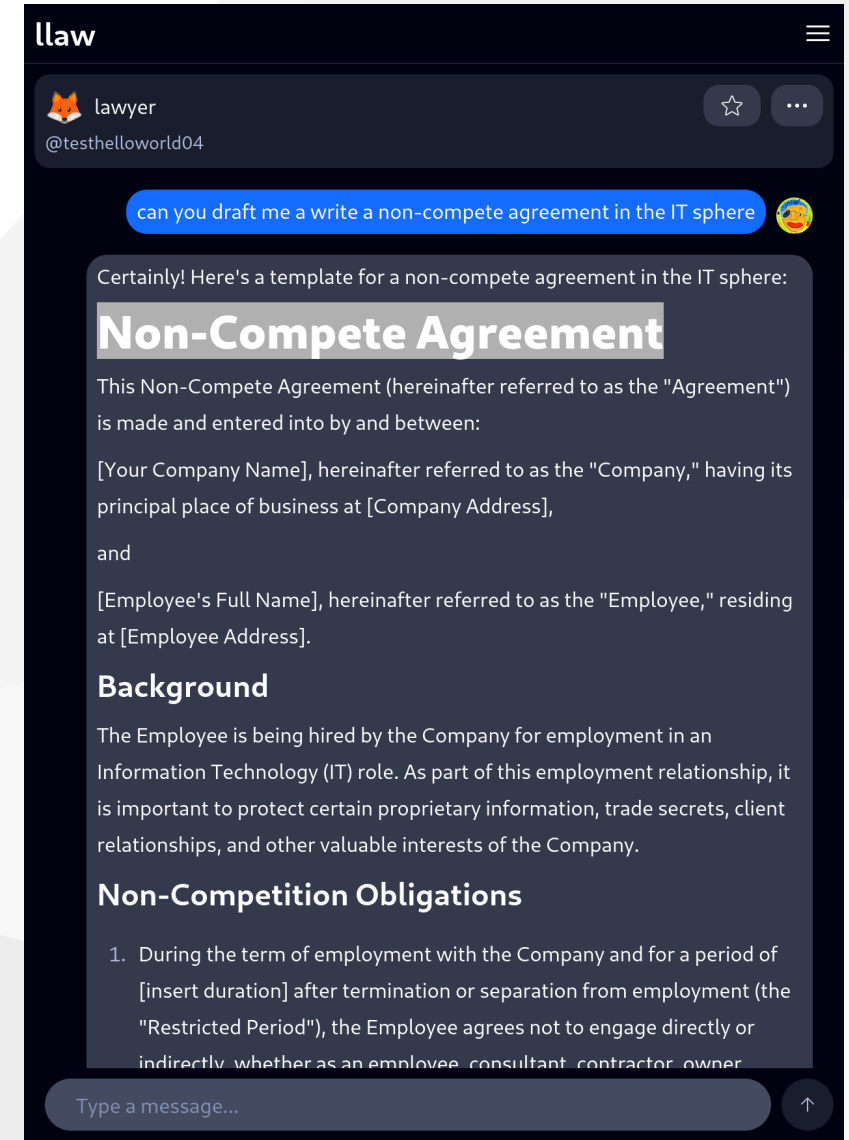 llaw
lawyer
@testhelloworld04
can you draft me a write a non-compete agreement in the IT sphere
Certainly! Here's a template for a non-compete agreement in the IT sphere:
Non-Compete Agreement
This Non-Compete Agreement (hereinafter referred to as the "Agreement")
is made and entered into by and between:
[Your Company Name], hereinafter referred to as the "Company," having its
principal place of business at [Company Address],
and
[Employee's Full Name], hereinafter referred to as the "Employee," residing
at [Employee Address].
Background
The Employee is being hired by the Company for employment in an
Information Technology (IT) role. As part of this employment relationship, it
is important to protect certain proprietary information, trade secrets, client
relationships, and other valuable interests of the Company.
Non-Competition Obligations
1. During the term of employment with the Company and for a period of
[insert duration] after termination or separation from employment (the
"Restricted Period"), the Employee agrees not to engage directly or
indirectly, whether as an employee, consultant, contractor, owner,
Type a message...